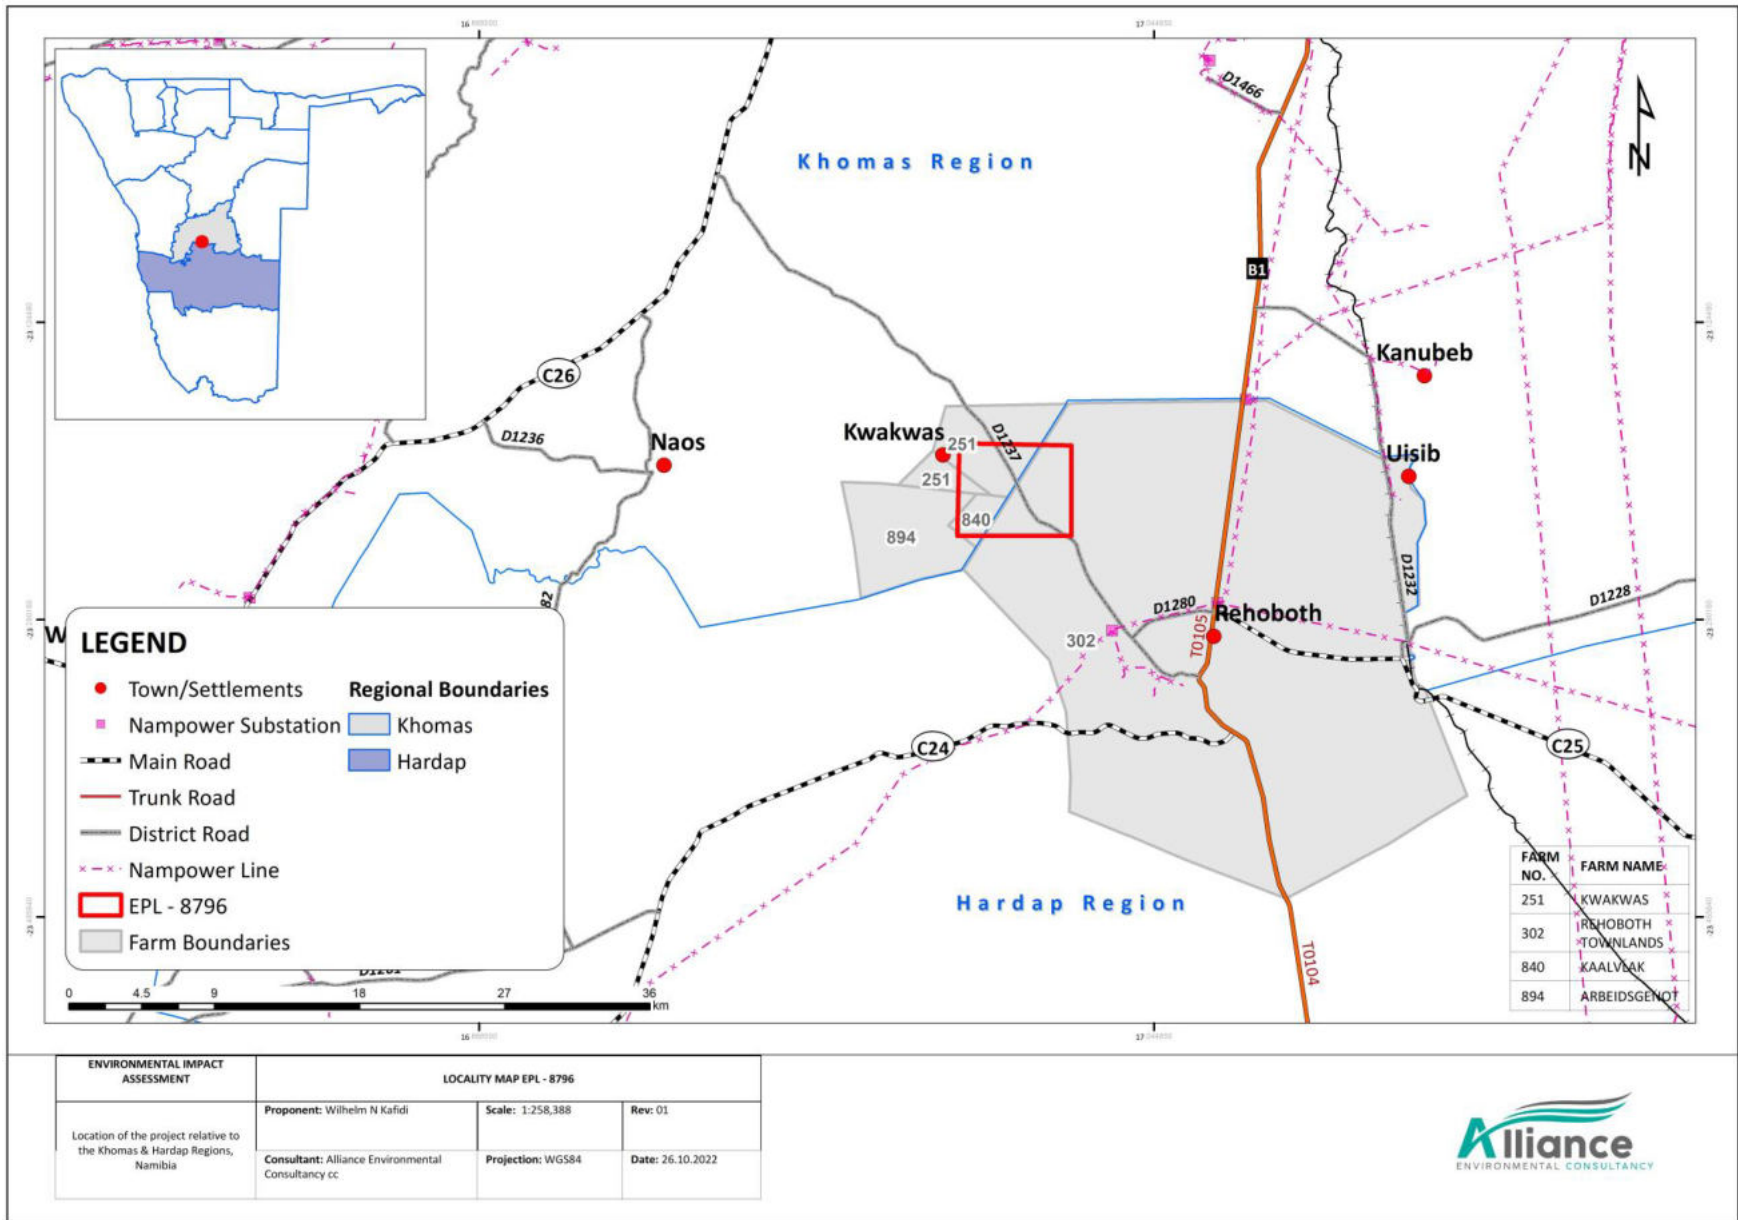 Khomas Region
D1466
B1
C26
Kanubeb
D1236
Naos
Kwakwas
251
D1237
Uisib
251
840
894
D1232
D1228
D1280
Rehoboth
T0105
302
82
W
C24
C25
Hardap Region
T0104
N
LEGEND
Town/Settlements
Nampower Substation
Main Road
Trunk Road
District Road
Nampower Line
EPL - 8796
Farm Boundaries
Regional Boundaries
Khomas
Hardap
0 4.5 9 18 27 36
km
FARM NO. FARM NAME
251 KWAKWAS
302 REHOBOTH TOWNLANDS
840 KAALVLAK
894 ARBEIDSGENOT
ENVIRONMENTAL IMPACT
ASSESSMENT
LOCALITY MAP EPL - 8796
Location of the project relative to
the Khomas & Hardap Regions,
Namibia
Proponent: Wilhelm N Kafidi
Scale: 1:258,388
Rev: 01
Consultant: Alliance Environmental
Consultancy cc
Projection: WGS84
Date: 26.10.2022
Alliance
ENVIRONMENTAL CONSULTANCY